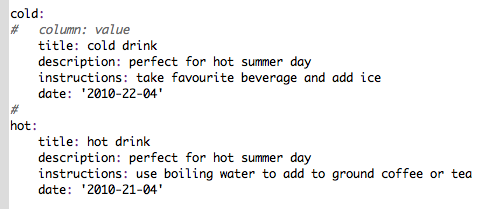 cold:
#   column: value
    title: cold drink
    description: perfect for hot summer day
    instructions: take favourite beverage and add ice
    date: '2010-22-04'
#
hot:
    title: hot drink
    description: perfect for hot summer day
    instructions: use boiling water to add to ground coffee or tea
    date: '2010-21-04'